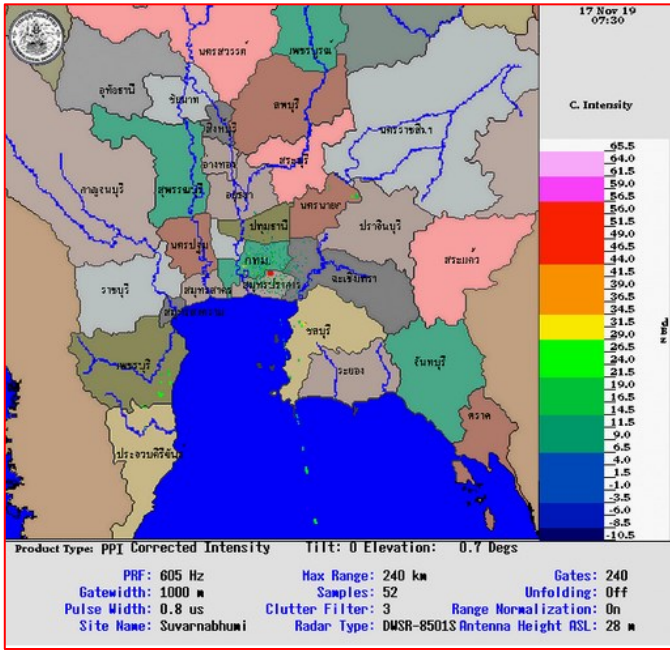 17 Nov 19
07:30
C. Intensity
นครสวรรค์
เพชรบูรณ์
อุทัยธานี
ชัยนาท
ลพบุรี
สิงหบุรี
นครราชสีมา
อ่างทอง
สระบุรี
กาญจนบุรี
สุพรรณบุรี
อยุธยา
นครนายก
ปราจีนบุรี
ปทุมธานี
นครปฐม
กทม
สระแก้ว
ราชบุรี
สมุทรสาคร
สมุทรปราการ
ฉะเชิงเทรา
สมุทรสงคราม
ชลบุรี
เพชรบุรี
ระยอง
จันทบุรี
ตราด
ประจวบคีรีขันธ์
65.5
64.0
61.5
59.0
56.5
56.0
51.5
49.0
46.5
44.0
41.5
39.0
36.5
34.0
31.5
29.0
26.5
24.0
21.5
19.0
16.5
14.5
11.5
9.0
6.5
4.0
1.5
-1.0
-3.5
-6.0
-8.5
-10.5
Product Type: PPI Corrected Intensity Tilt: 0 Elevation: 0.7 Degs
PRF: 605 Hz Max Range: 240 km Gates: 240
Gatewidth: 1000 m Samples: 52 Unfolding: Off
Pulse Width: 0.8 us Clutter Filter: 3 Range Normalization: On
Site Name: Suvarnabhumi Radar Type: DWSR-8501S Antenna Height ASL: 28 m